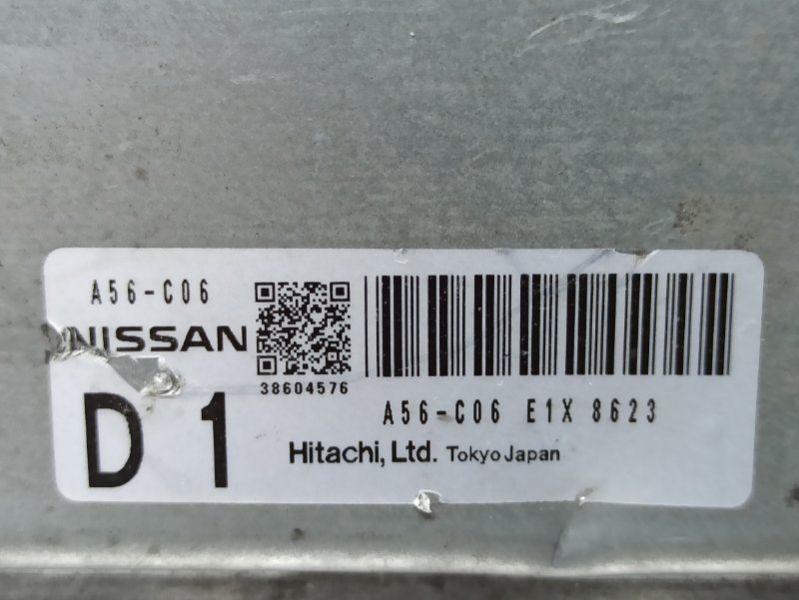 A56-C06
NISSAN
D 1
38604576
A56-C06 E1X 8623
Hitachi, Ltd. Tokyo Japan